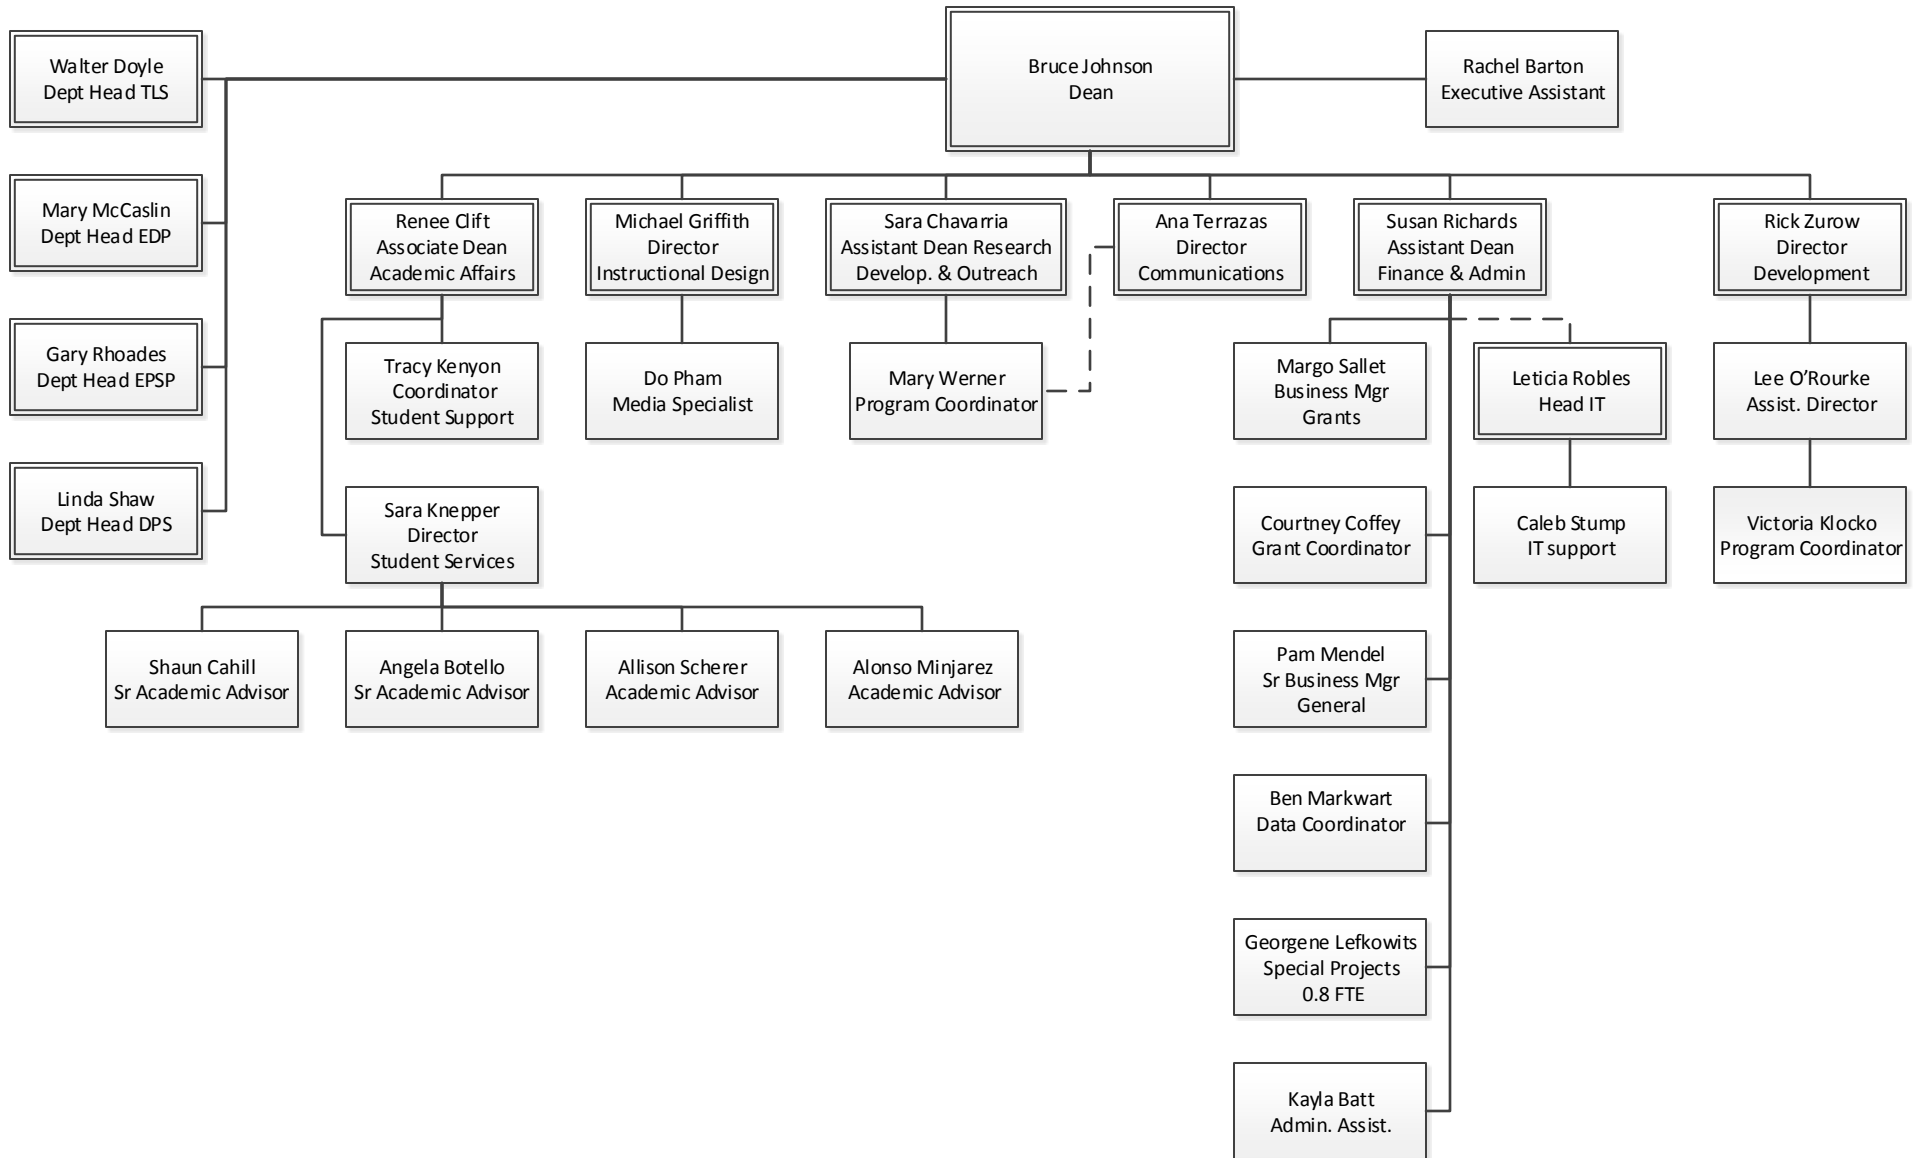 Bruce Johnson
Dean
Rachel Barton
Executive Assistant
Walter Doyle
Dept Head TLS
Mary McCaslin
Dept Head EDP
Gary Rhoades
Dept Head EPSP
Linda Shaw
Dept Head DPS
Renee Clift
Associate Dean
Academic Affairs
Michael Griffith
Director
Instructional Design
Sara Chavarria
Assistant Dean Research
Develop. & Outreach
Ana Terrazas
Director
Communications
Susan Richards
Assistant Dean
Finance & Admin
Rick Zurow
Director
Development
Tracy Kenyon
Coordinator
Student Support
Do Pham
Media Specialist
Mary Werner
Program Coordinator
Margo Sallet
Business Mgr
Grants
Leticia Robles
Head IT
Lee O’Rourke
Assist. Director
Sara Knepper
Director
Student Services
Courtney Coffey
Grant Coordinator
Caleb Stump
IT support
Victoria Klocko
Program Coordinator
Shaun Cahill
Sr Academic Advisor
Angela Botello
Sr Academic Advisor
Allison Scherer
Academic Advisor
Alonso Minjarez
Academic Advisor
Pam Mendel
Sr Business Mgr
General
Ben Markwart
Data Coordinator
Georgene Lefkowits
Special Projects
0.8 FTE
Kayla Batt
Admin. Assist.